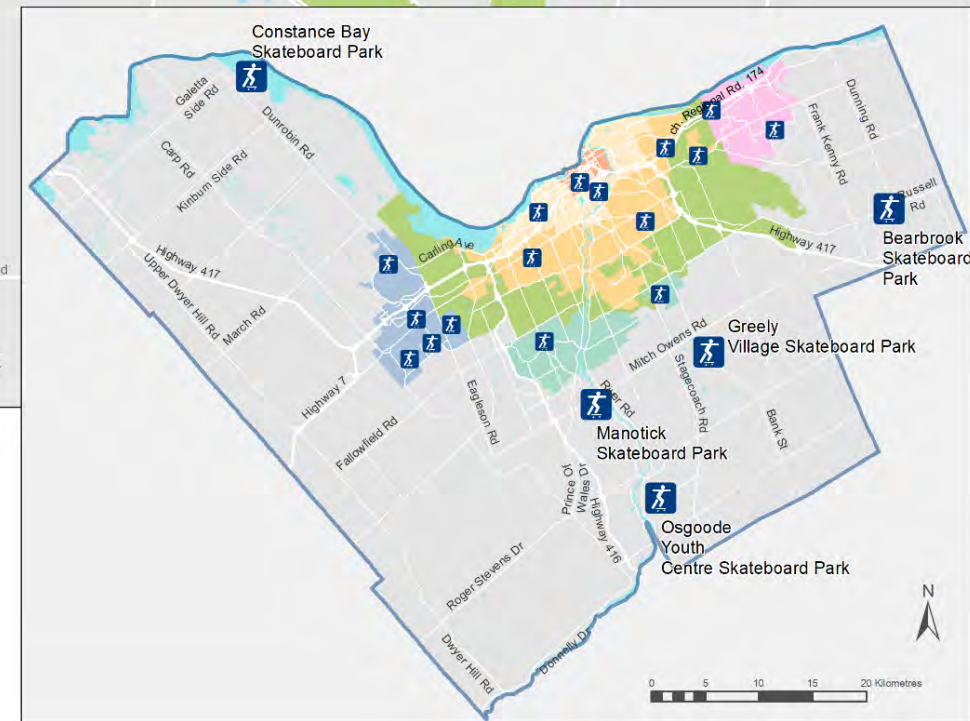 Constance Bay
Skateboard Park
Galetta
Side Rd
Dunrobin Rd
Carp Rd
Kinburn Side Rd
Regional Rd. 174
Dunning Rd
Frank Kenny Rd
Russell
Rd
Bearbrook
Skateboard
Park
Highway 417
Carling Ave
Highway 417
Upper Dwyer Hill Rd
March Rd
Mitch Owens Rd
Greely
Village Skateboard Park
Stagecoach Rd
Highway 7
Eagleson Rd
River Rd
Bank St
Fallowfield Rd
Manotick
Skateboard Park
Prince Of
Wales Dr
Highway 416
Osgoode
Youth
Centre Skateboard Park
Roger Stevens Dr
Dwyer Hill Rd
Donnelly Dr
N
0 5 10 15 20 Kilometres